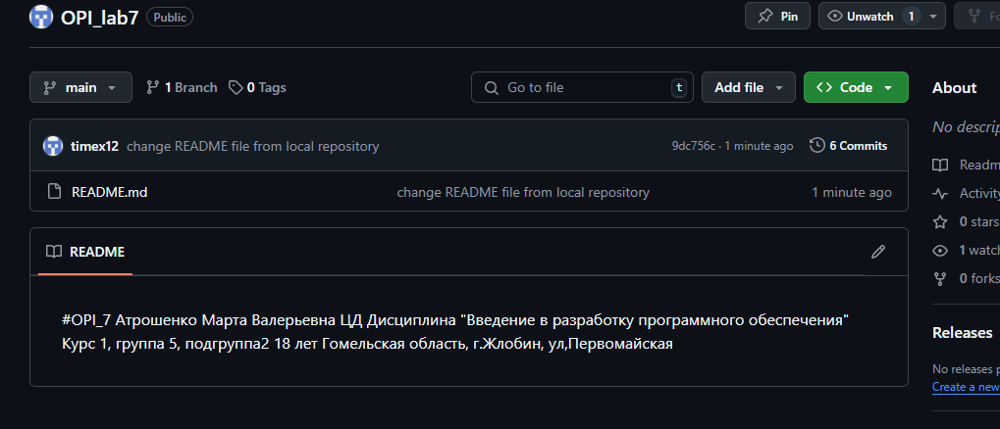 OPI_lab7 Public
Pin
Unwatch 1
main
1 Branch
0 Tags
Go to file t
Add file
Code
About
timex12 change README file from local repository
9dc756c · 1 minute ago
6 Commits
No
README.md
change README file from local repository
1 minute ago
Activity
0 stars
1
0 forks
README
#OPI_7 Атрошенко Марта Валерьевна ЦД Дисциплина "Введение в разработку программного обеспечения"
Курс 1, группа 5, подгруппа2 18 лет Гомельская область, г.Жлобин, ул,Первомайская
Releases
No releases
Create a new